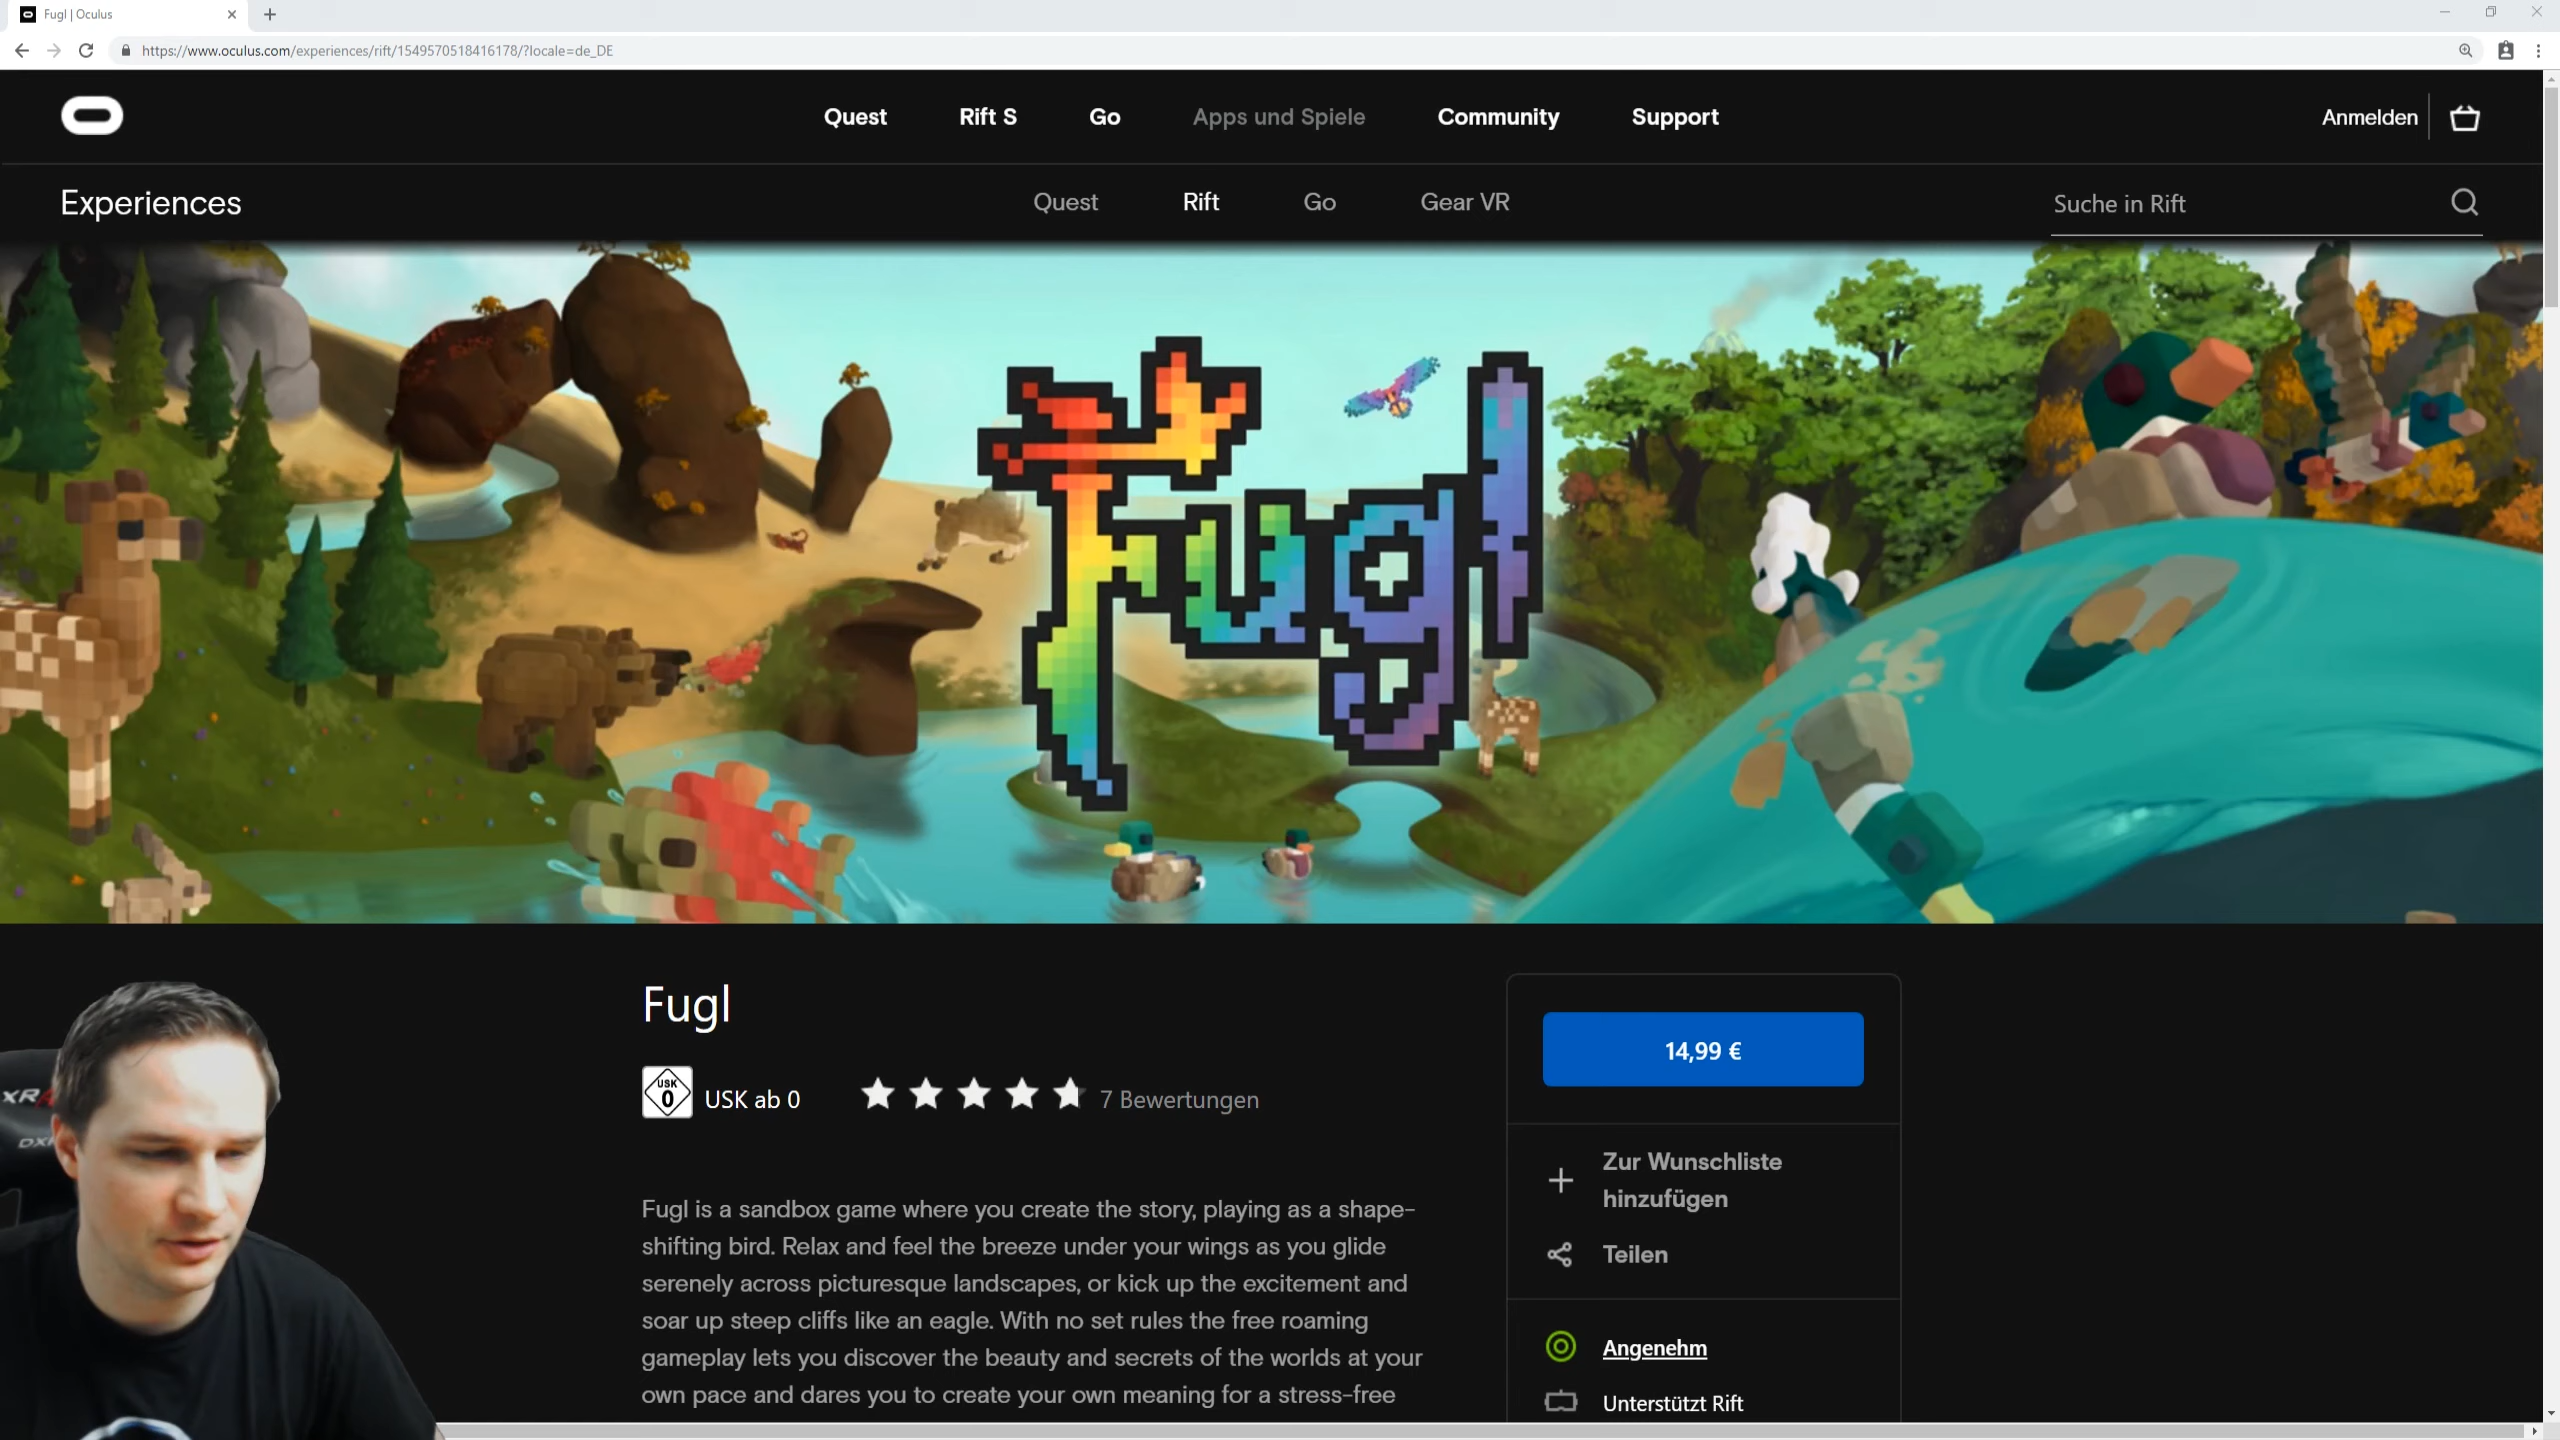 Fugl | Oculus
https://www.oculus.com/experiences/rift/1549570518416178/?locale=de_DE
Quest
Rift S
Go
Apps und Spiele
Community
Support
Anmelden
Experiences
Quest
Rift
Go
Gear VR
Suche in Rift
Fugl
Fugl
USK
0
USK ab 0
7 Bewertungen
14,99 €
Zur Wunschliste
hinzufügen
Teilen
Fugl is a sandbox game where you create the story, playing as a shape-
shifting bird. Relax and feel the breeze under your wings as you glide
serenely across picturesque landscapes, or kick up the excitement and
soar up steep cliffs like an eagle. With no set rules the free roaming
gameplay lets you discover the beauty and secrets of the worlds at your
own pace and dares you to create your own meaning for a stress-free
Angenehm
Unterstützt Rift